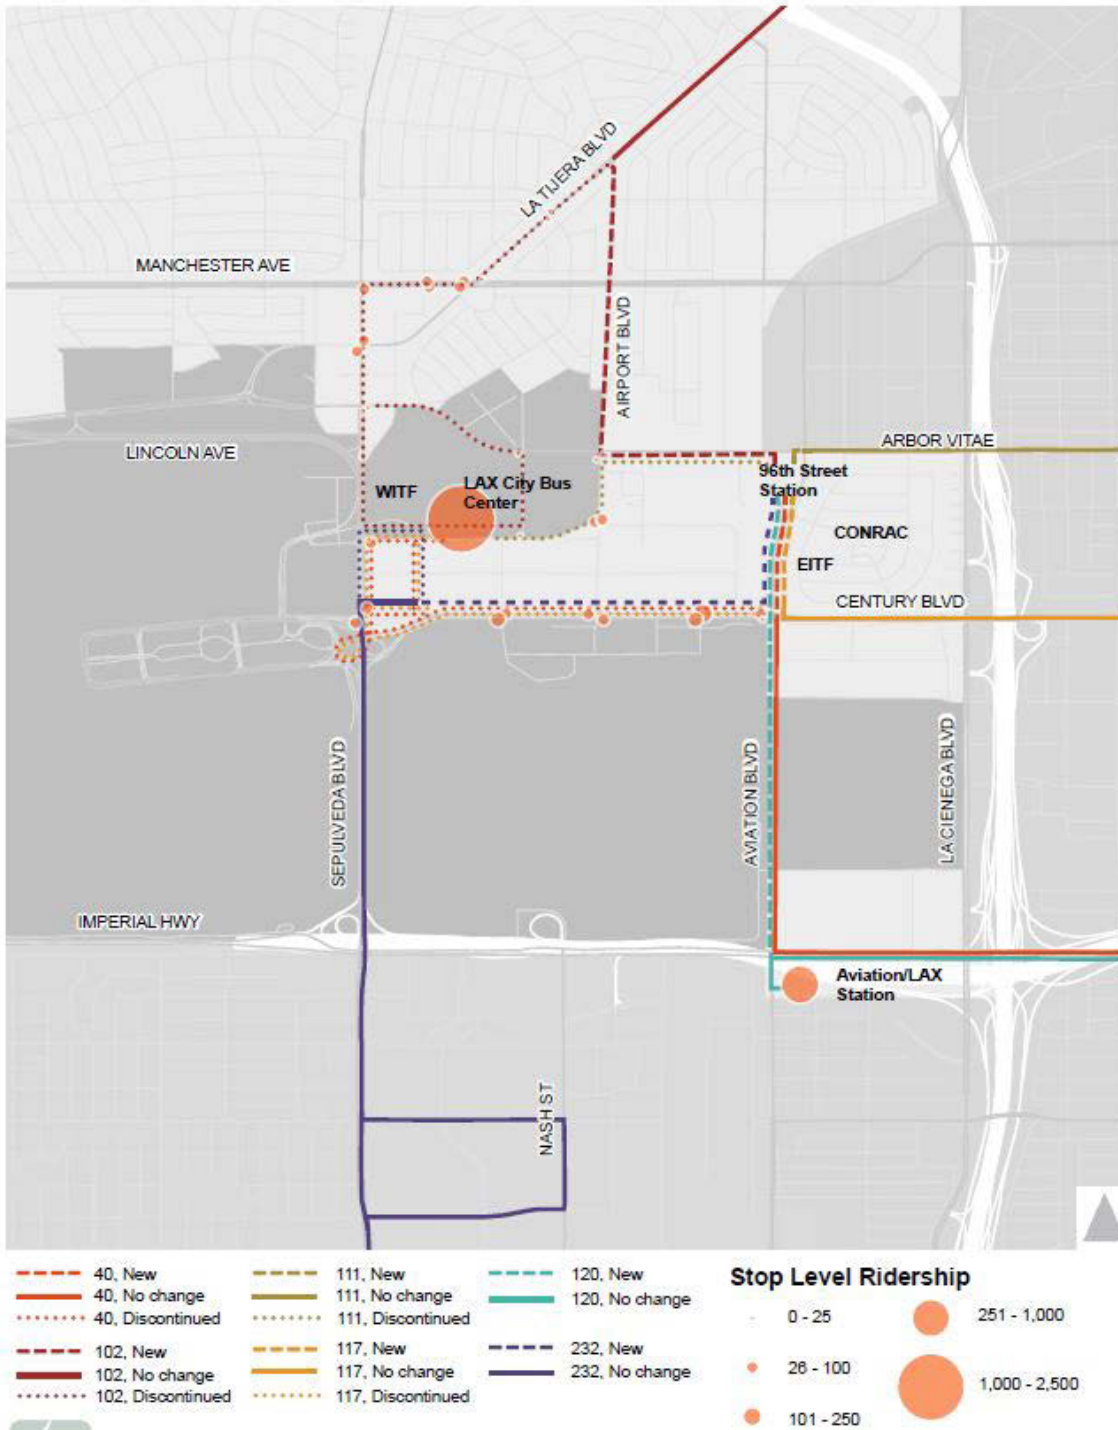 LA TIJERA BLVD
MANCHESTER AVE
AIRPORT BLVD
LINCOLN AVE
ARBOR VITAE
WITF
LAX City Bus
Center
96th Street
Station
CONRAC
EITF
CENTURY BLVD
SEPULVEDA BLVD
AVIATION BLVD
LA CIENEGA BLVD
IMPERIAL HWY
Aviation/LAX
Station
NASH ST
40, New
40, No change
40, Discontinued
102, New
102, No change
102, Discontinued
111, New
111, No change
111, Discontinued
117, New
117, No change
117, Discontinued
120, New
120, No change
232, New
232, No change
Stop Level Ridership
0 - 25
26 - 100
101 - 250
251 - 1,000
1,000 - 2,500